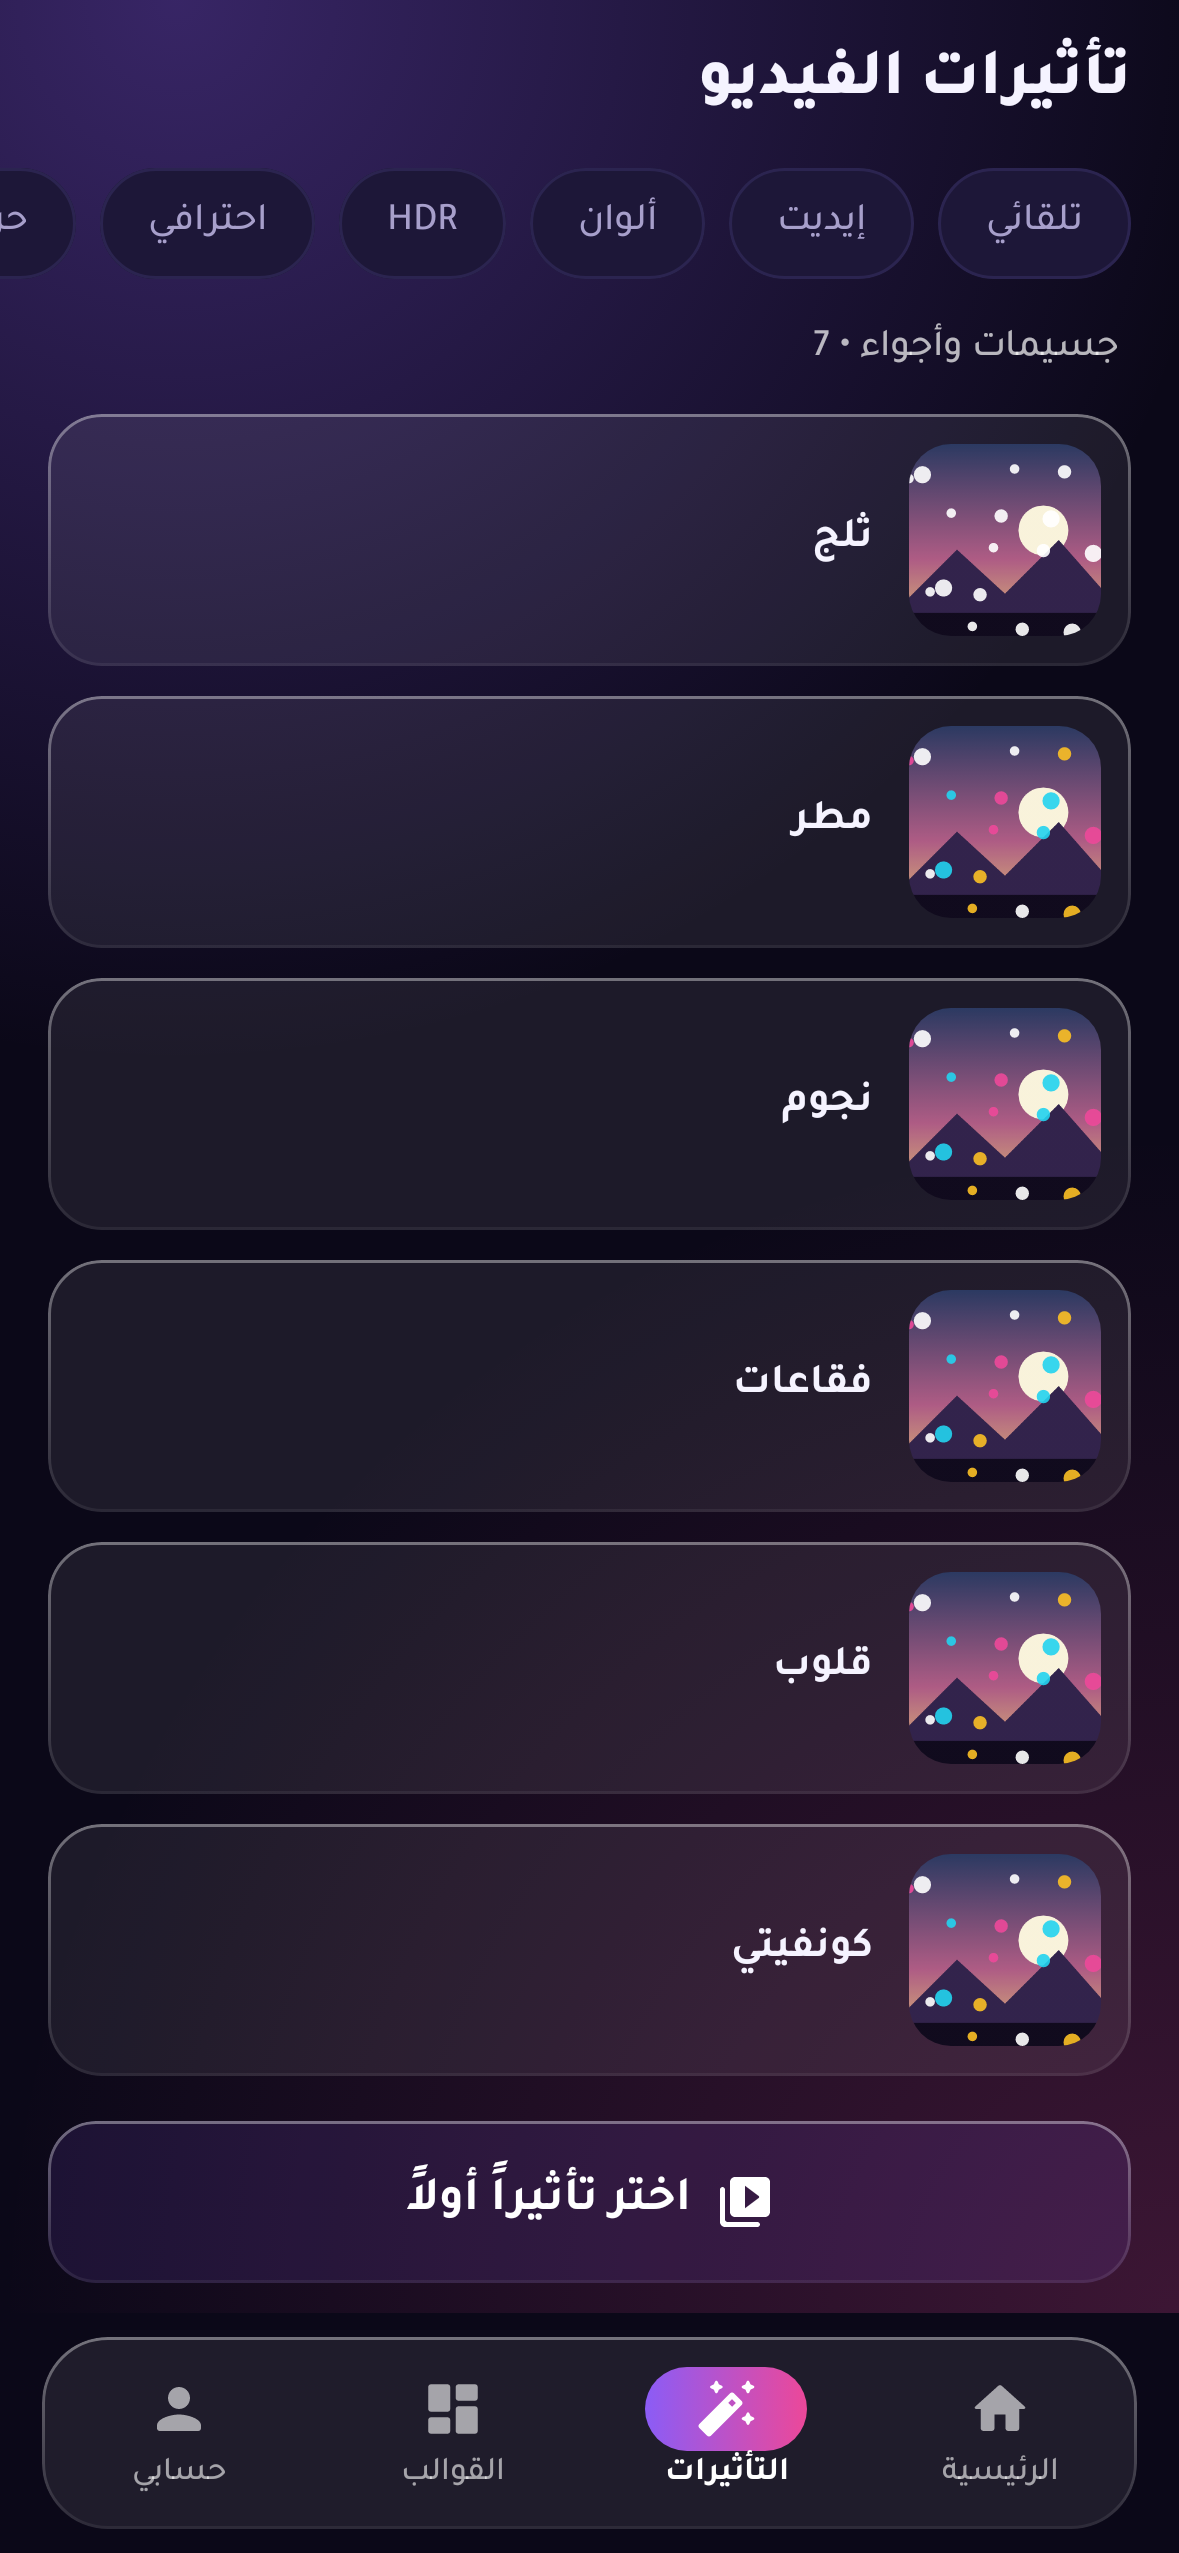 تأثيرات الفيديو
تلقائي
إيديت
ألوان
HDR
احترافي
جسيمات وأجواء • 7
ثلج
مطر
نجوم
فقاعات
قلوب
كونفيتي
اختر تأثيراً أولاً
الرئيسية
التأثيرات
القوالب
حسابي